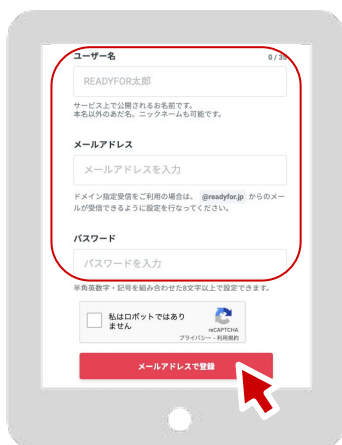 ユーザー名
0 / 35
READYFOR太郎
サービス上で公開されるお名前です。
本名以外のあだ名、ニックネームも可能です。
メールアドレス
メールアドレスを入力
ドメイン指定受信をご利用の場合は、 @readyfor.jp からのメー
ルが受信できるように設定を行なってください。
パスワード
パスワードを入力
半角英数字・記号を組み合わせた8文字以上で設定できます。
私はロボットではあり
ません
reCAPTCHA
プライバシー - 利用規約
メールアドレスで登録